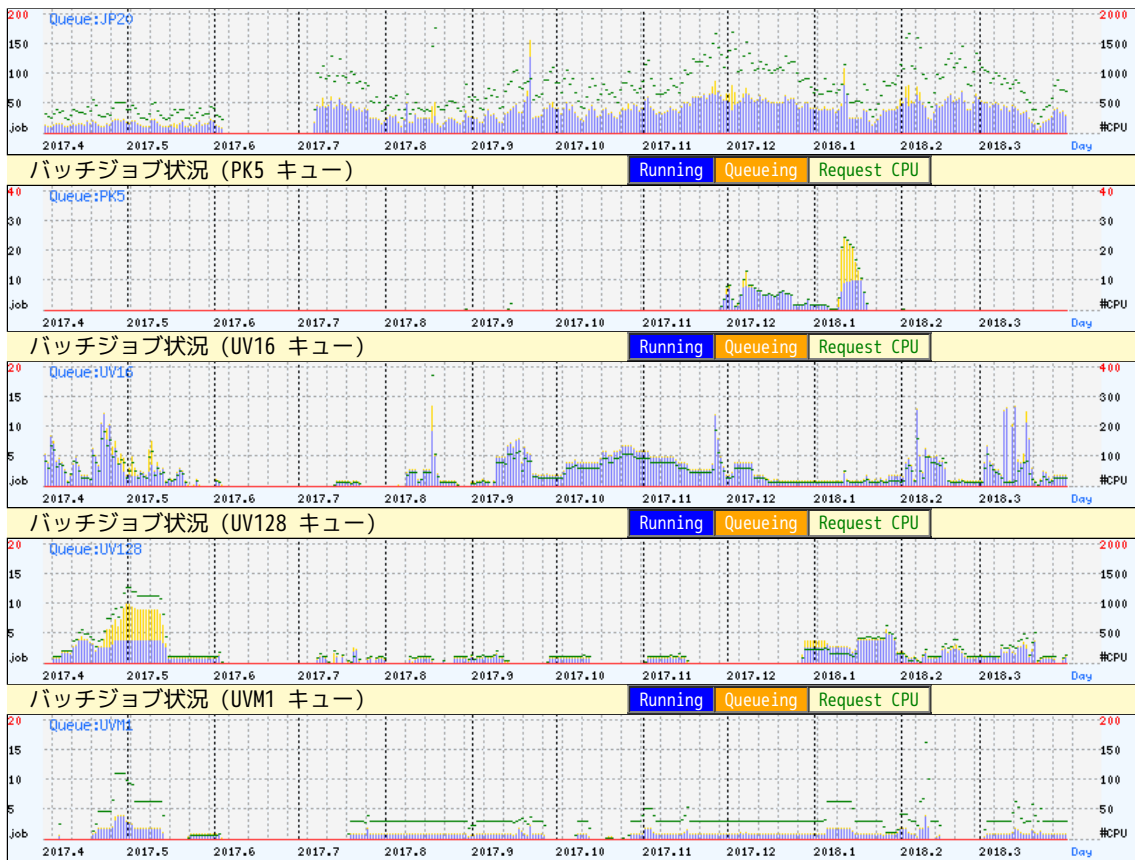 200 Queue:JP20 2000
150 1500
100 1000
50 500
job #CPU
2017.4 2017.5 2017.6 2017.7 2017.8 2017.9 2017.10 2017.11 2017.12 2018.1 2018.2 2018.3 Day
バッチジョブ状況 (PK5 キュー) Running Queueing Request CPU
40 Queue:PK5 40
30 30
20 20
10 10
job #CPU
2017.4 2017.5 2017.6 2017.7 2017.8 2017.9 2017.10 2017.11 2017.12 2018.1 2018.2 2018.3 Day
バッチジョブ状況 (UV16 キュー) Running Queueing Request CPU
20 Queue:UV16 400
15 300
10 200
5 100
job #CPU
2017.4 2017.5 2017.6 2017.7 2017.8 2017.9 2017.10 2017.11 2017.12 2018.1 2018.2 2018.3 Day
バッチジョブ状況 (UV128 キュー) Running Queueing Request CPU
20 Queue:UV128 2000
15 1500
10 1000
5 500
job #CPU
2017.4 2017.5 2017.6 2017.7 2017.8 2017.9 2017.10 2017.11 2017.12 2018.1 2018.2 2018.3 Day
バッチジョブ状況 (UVM1 キュー) Running Queueing Request CPU
20 Queue:UVM1 200
15 150
10 100
5 50
job #CPU
2017.4 2017.5 2017.6 2017.7 2017.8 2017.9 2017.10 2017.11 2017.12 2018.1 2018.2 2018.3 Day